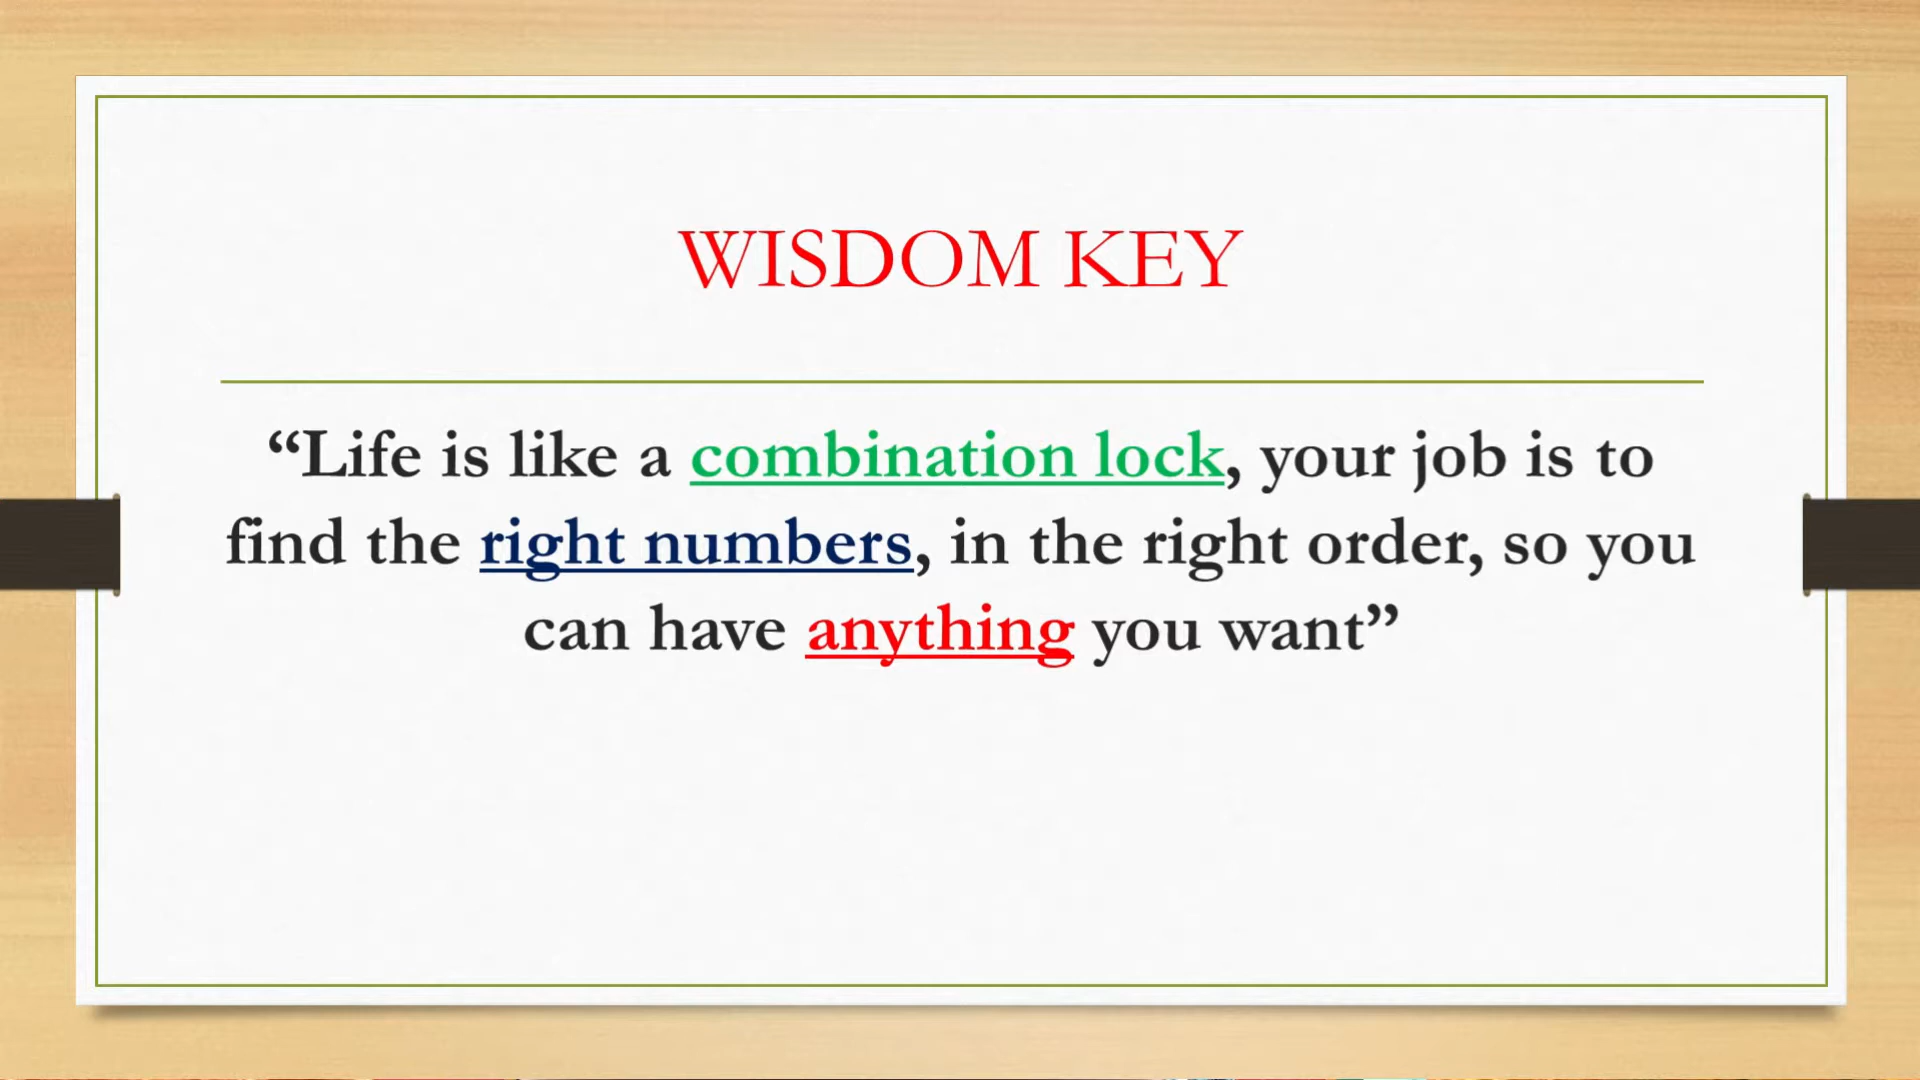 WISDOM KEY
“Life is like a combination lock, your job is to
find the right numbers, in the right order, so you
can have anything you want”